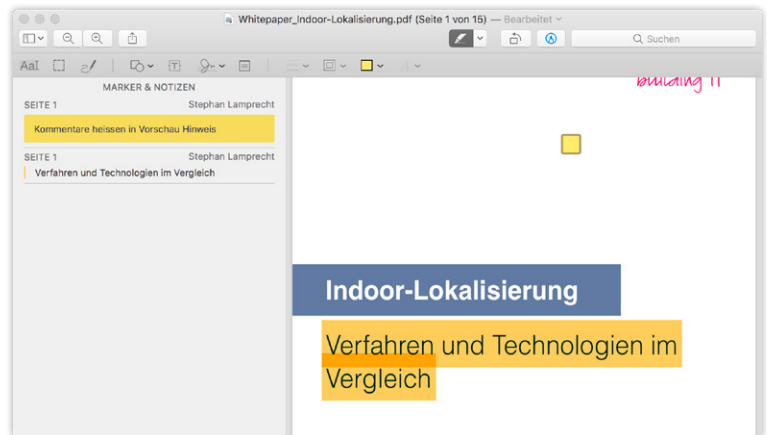 Whitepaper_Indoor-Lokalisierung.pdf (Seite 1 von 15) — Bearbeitet
Suchen
AaI
T
A
MARKER & NOTIZEN
SEITE 1 Stephan Lamprecht
Kommentare heissen in Vorschau Hinweis
SEITE 1 Stephan Lamprecht
Verfahren und Technologien im Vergleich
building IT
Indoor-Lokalisierung
Verfahren und Technologien im
Vergleich